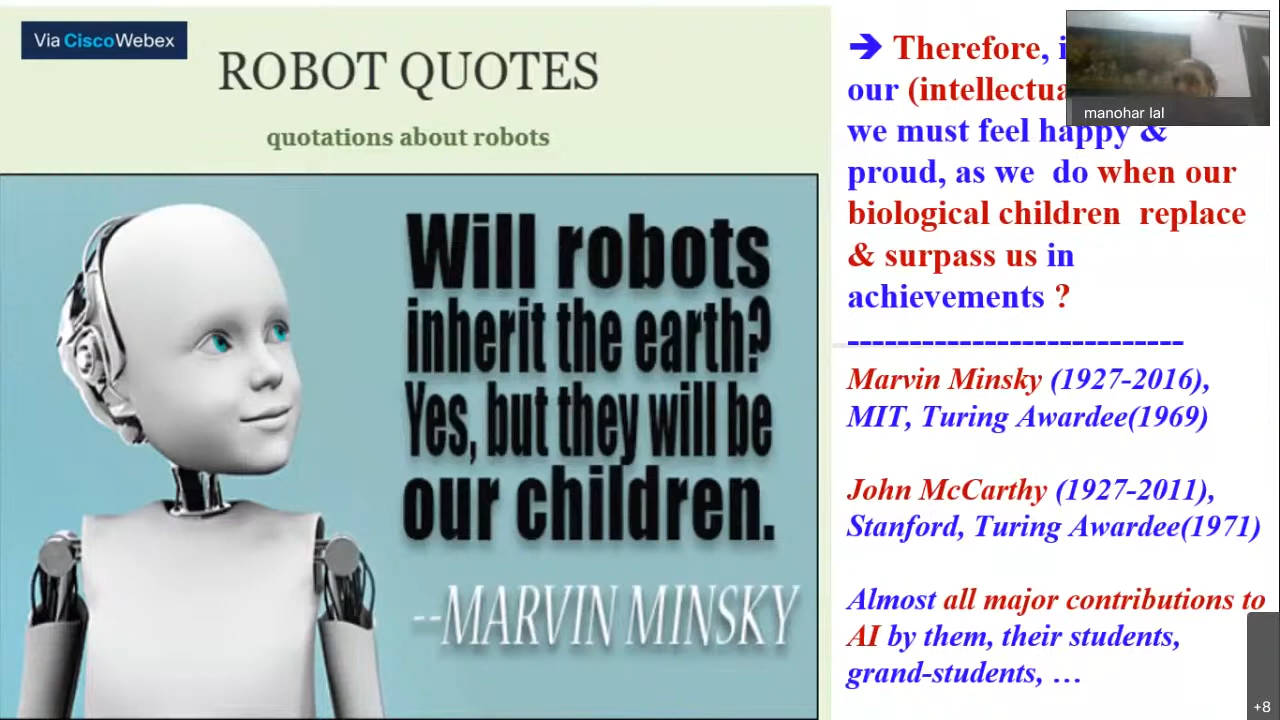 Via CiscoWebex
ROBOT QUOTES
quotations about robots
Will robots
inherit the earth?
Yes, but they will be
our children.
--MARVIN MINSKY
➔ Therefore,
our (intellectua
we must feel happy &
proud, as we do when our
biological children replace
& surpass us in
achievements ?
---------------------------
Marvin Minsky (1927-2016),
MIT, Turing Awardee(1969)
John McCarthy (1927-2011),
Stanford, Turing Awardee(1971)
Almost all major contributions to
AI by them, their students,
grand-students, …
manohar lal
+8